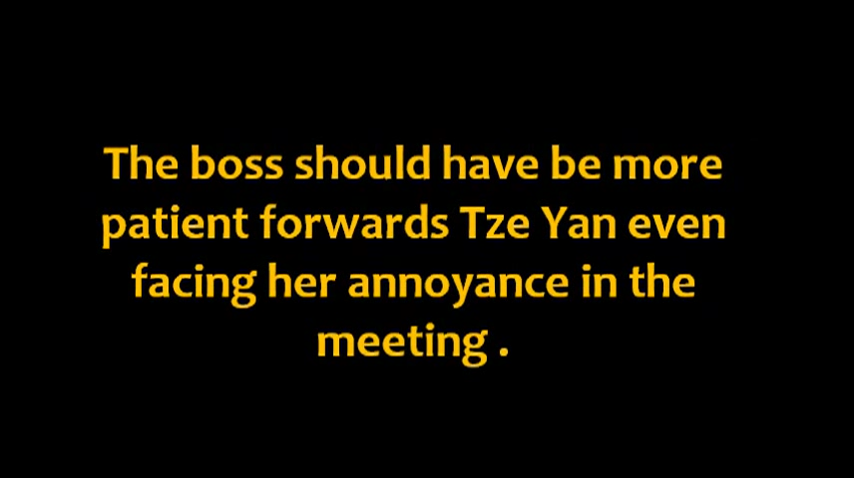 The boss should have be more
patient forwards Tze Yan even
facing her annoyance in the
meeting .